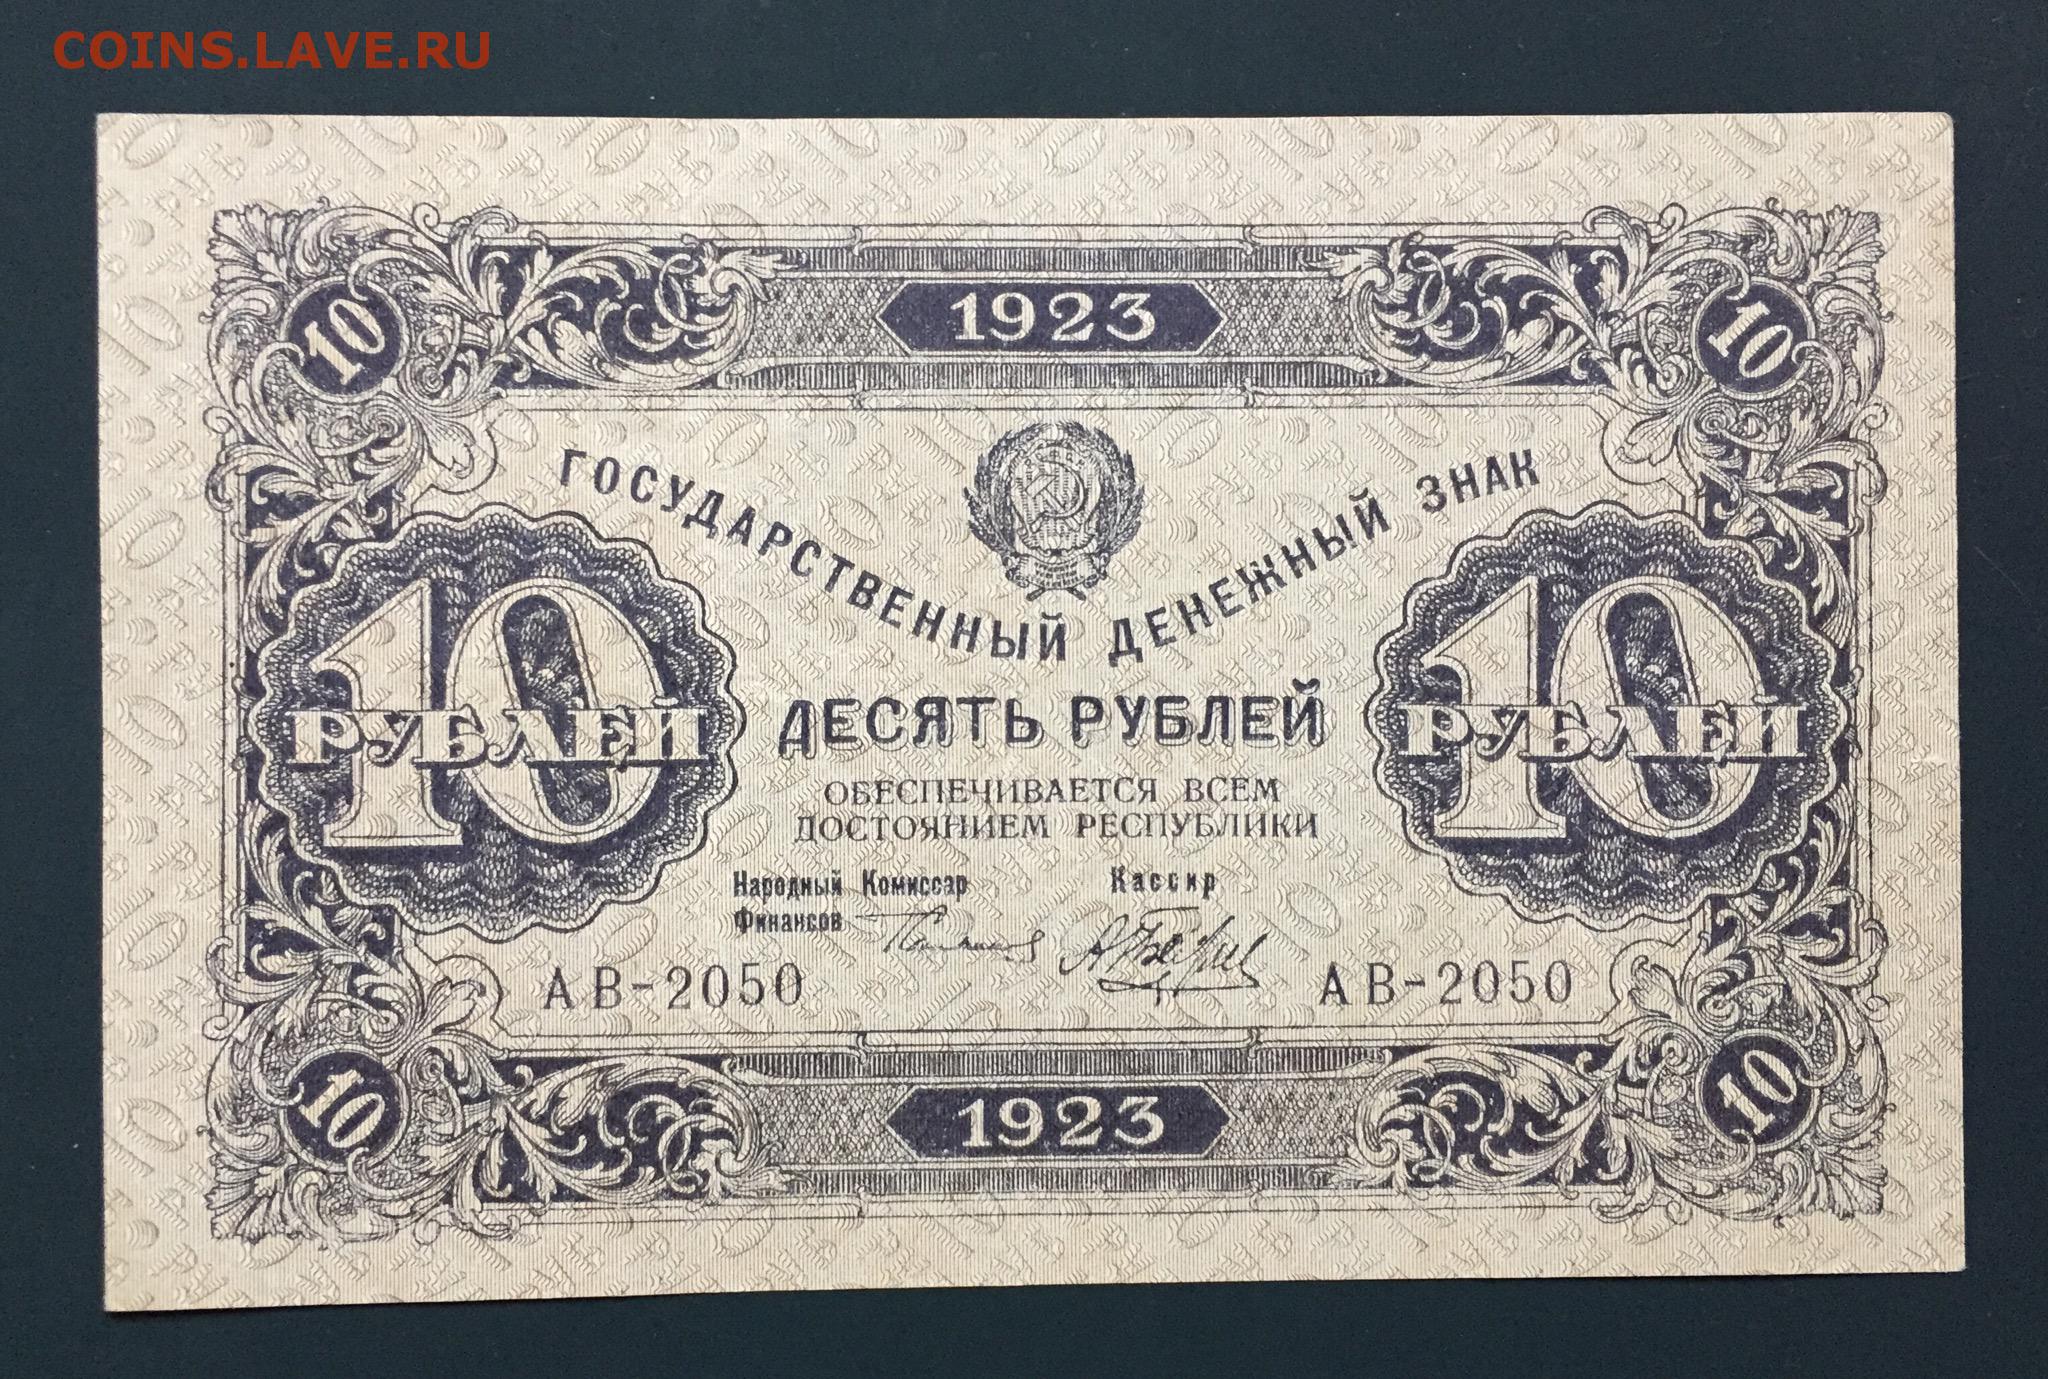 COINS.LAVE.RU
1923
10
10
ГОСУДАРСТВЕННЫЙ ДЕНЕЖНЫЙ ЗНАК
10 РУБЛЕЙ
10 РУБЛЕЙ
ДЕСЯТЬ РУБЛЕЙ
ОБЕСПЕЧИВАЕТСЯ ВСЕМ
ДОСТОЯНИЕМ РЕСПУБЛИКИ
Народный Комиссар
Финансов
Кассир
АВ-2050
АВ-2050
10
1923
10